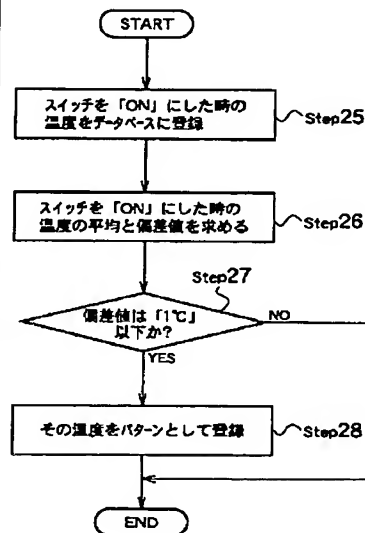 START
スイッチを「ON」にした時の
温度をデータベースに登録
Step25
スイッチを「ON」にした時の
温度の平均と偏差値を求める
Step26
Step27
偏差値は「1℃」
以下か?
NO
YES
その温度をパターンとして登録
Step28
END